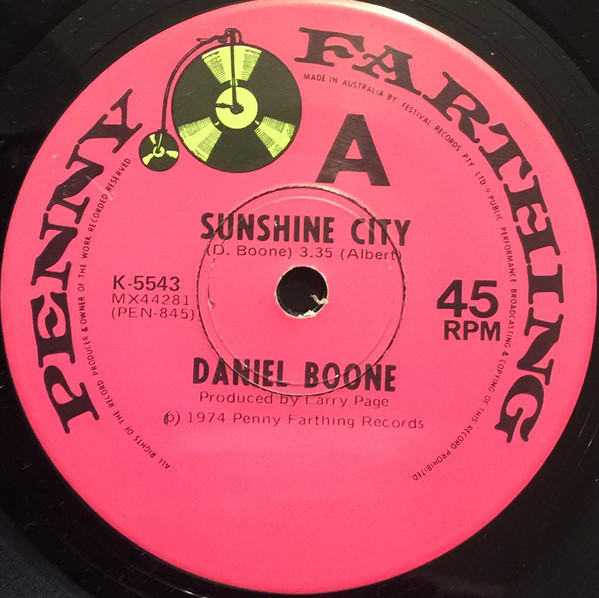 PENNY FARTHING
MADE IN AUSTRALIA BY FESTIVAL RECORDS PTY LTD ® PUBLIC PERFORMANCE BROADCASTING & COPYING OF THIS RECORD PROHIBITED
A
SUNSHINE CITY
(D. Boone) 3.35 (Albert)
K-5543
MX44281
(PEN-845)
45
RPM
DANIEL BOONE
Produced by Larry Page
℗ 1974 Penny Farthing Records
ALL RIGHTS OF THE RECORD PRODUCER & OWNER OF THE WORK RECORDED RESERVED